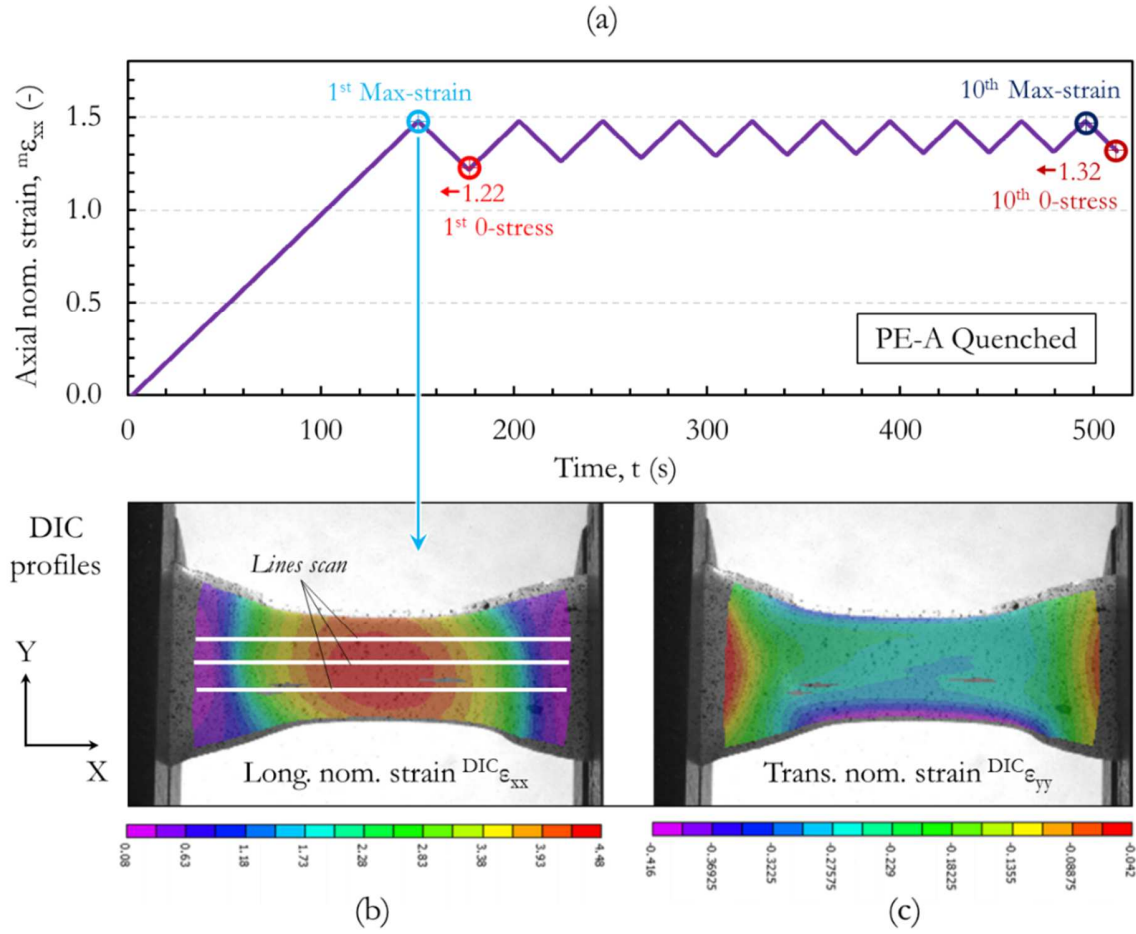 (a)
Axial nom. strain, ᵐε_xx (-)
1.5
1.0
0.5
0.0
1st Max-strain
10th Max-strain
←1.22
1st 0-stress
←1.32
10th 0-stress
PE-A Quenched
0 100 200 300 400 500
Time, t (s)
DIC
profiles
Y
X
Lines scan
Long. nom. strain ᴰᴵᶜε_xx
Trans. nom. strain ᴰᴵᶜε_yy
0.08 0.63 1.18 1.73 2.28 2.83 3.38 3.93 4.48
-0.416 -0.36925 -0.3225 -0.27575 -0.229 -0.18225 -0.1355 -0.08875 -0.042
(b)
(c)